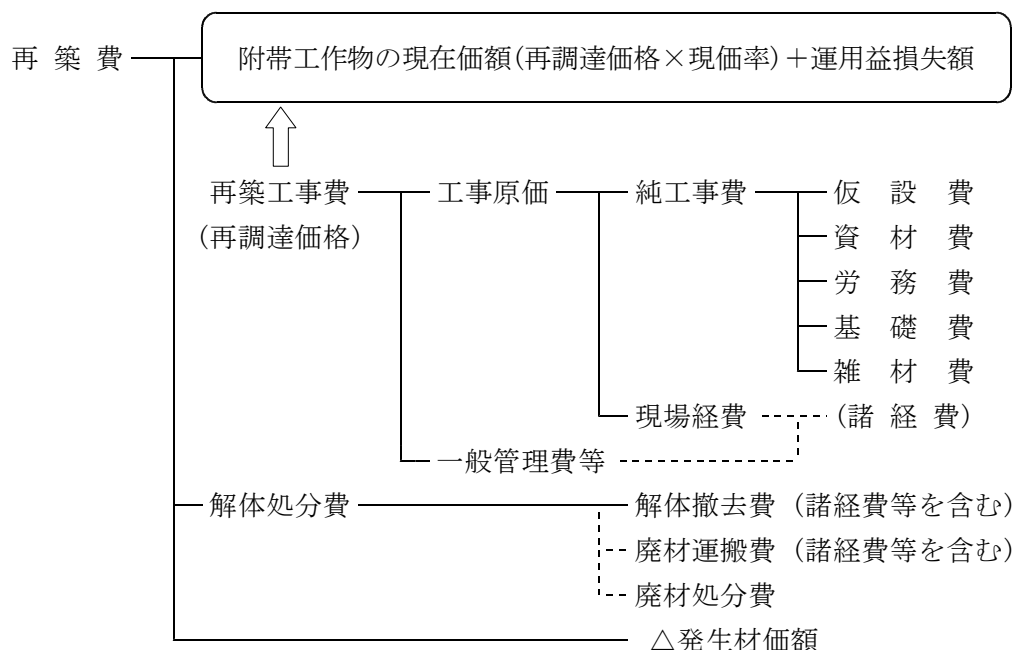 再築費 附帯工作物の現在価額(再調達価格×現価率)+運用益損失額
再築工事費 工事原価 純工事費 仮設費
(再調達価格) 資材費
労務費
基礎費
雑材費
現場経費 (諸経費)
一般管理費等
解体処分費 解体撤去費(諸経費等を含む)
廃材運搬費(諸経費等を含む)
廃材処分費
△発生材価額